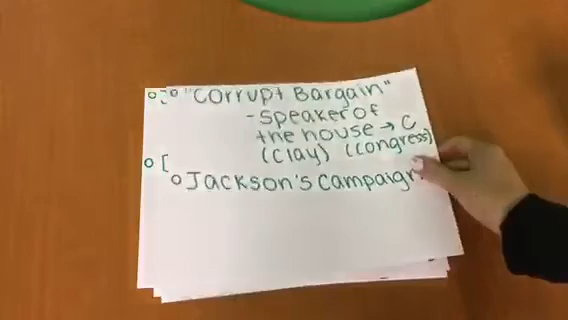 "Corrupt Bargain"
- Speaker of
the house → C
(Clay) (Congress)
Jackson's Campaign